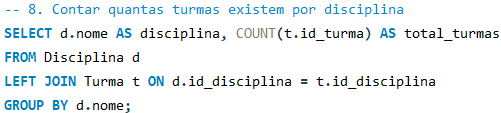 -- 8. Contar quantas turmas existem por disciplina
SELECT d.nome AS disciplina, COUNT(t.id_turma) AS total_turmas
FROM Disciplina d
LEFT JOIN Turma t ON d.id_disciplina = t.id_disciplina
GROUP BY d.nome;